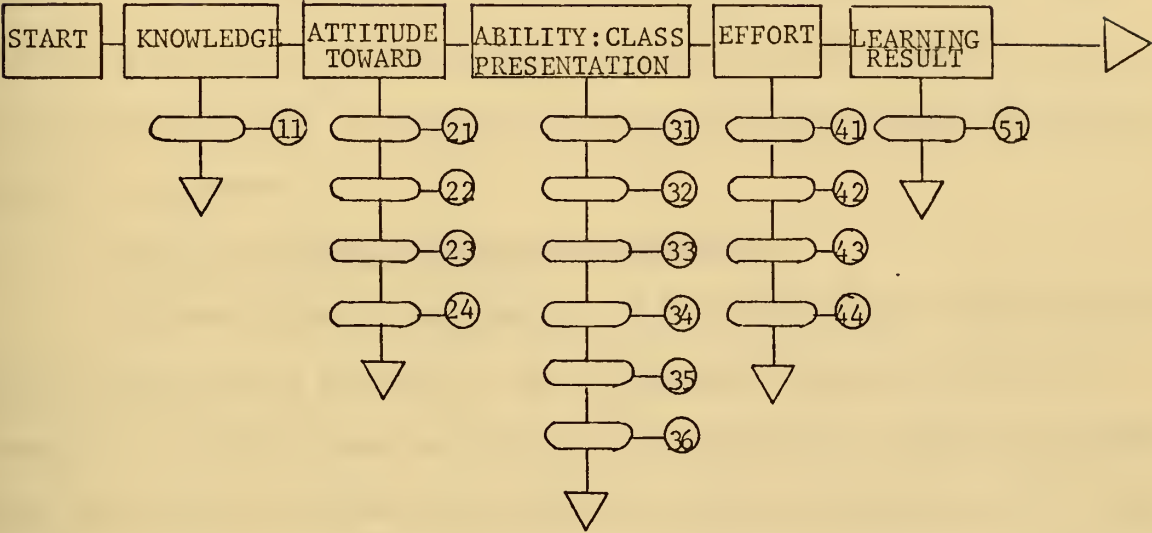 START
KNOWLEDGE
ATTITUDE
TOWARD
ABILITY:CLASS
PRESENTATION
EFFORT
LEARNING
RESULT
11
21
31
41
51
22
32
42
23
33
43
24
34
44
35
36